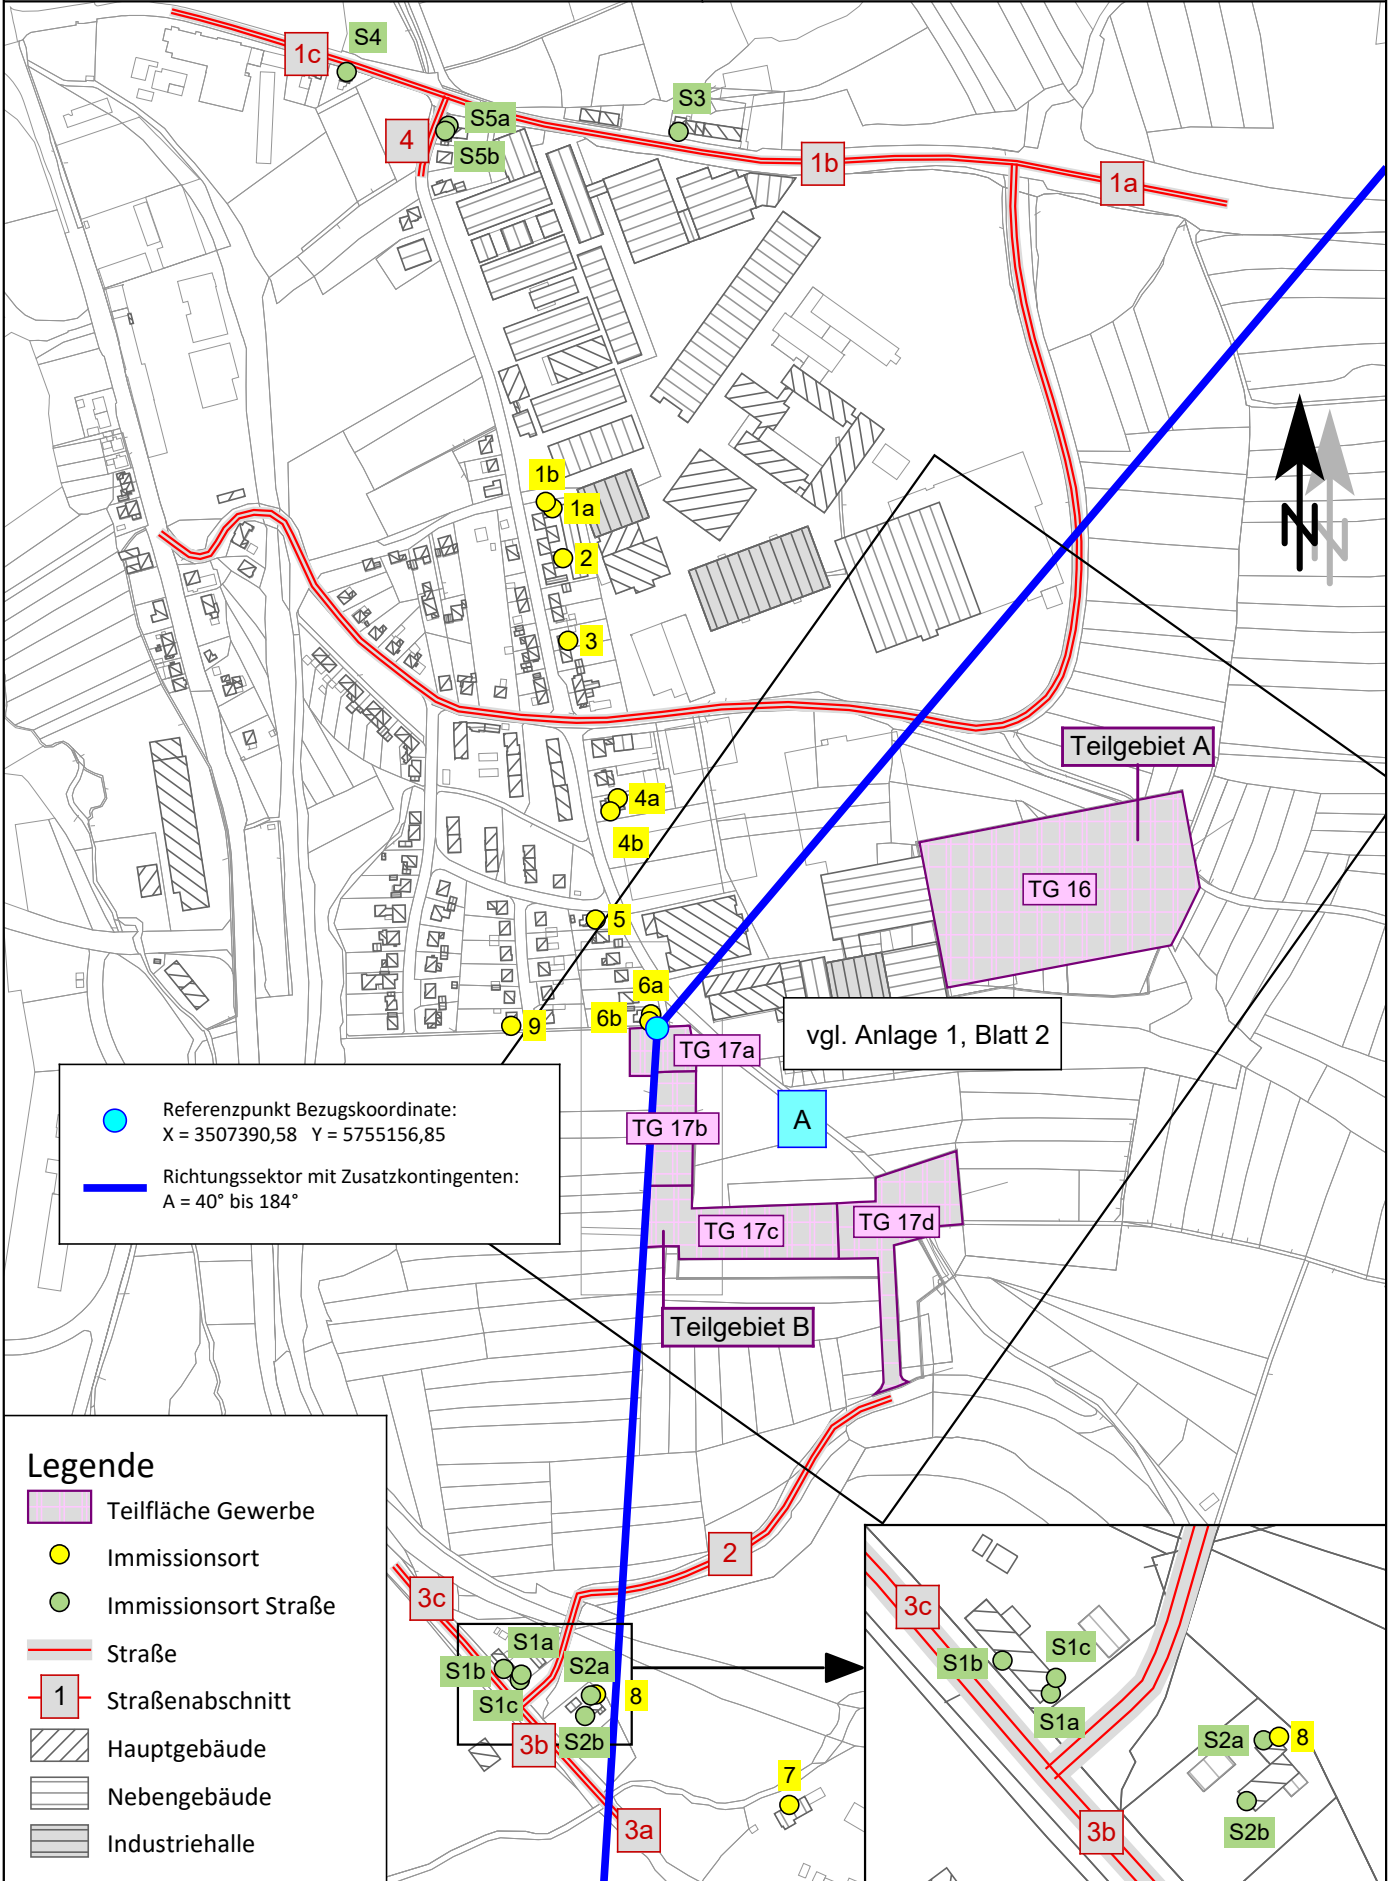 1c
S4
S3
S5a
4
S5b
1b
1a
N
1b
1a
2
3
Teilgebiet A
4a
4b
TG 16
5
6a
6b
9
vgl. Anlage 1, Blatt 2
TG 17a
Referenzpunkt Bezugskoordinate:
X = 3507390,58 Y = 5755156,85
Richtungssektor mit Zusatzkontingenten:
A = 40° bis 184°
A
TG 17b
TG 17c
TG 17d
Teilgebiet B
Legende
Teilfläche Gewerbe
Immissionsort
Immissionsort Straße
Straße
1 Straßenabschnitt
Hauptgebäude
Nebengebäude
Industriehalle
2
3c
S1a
S1b
S2a
S1c
8
3b
S2b
7
3a
3c
S1b
S1c
S1a
S2a
8
3b
S2b